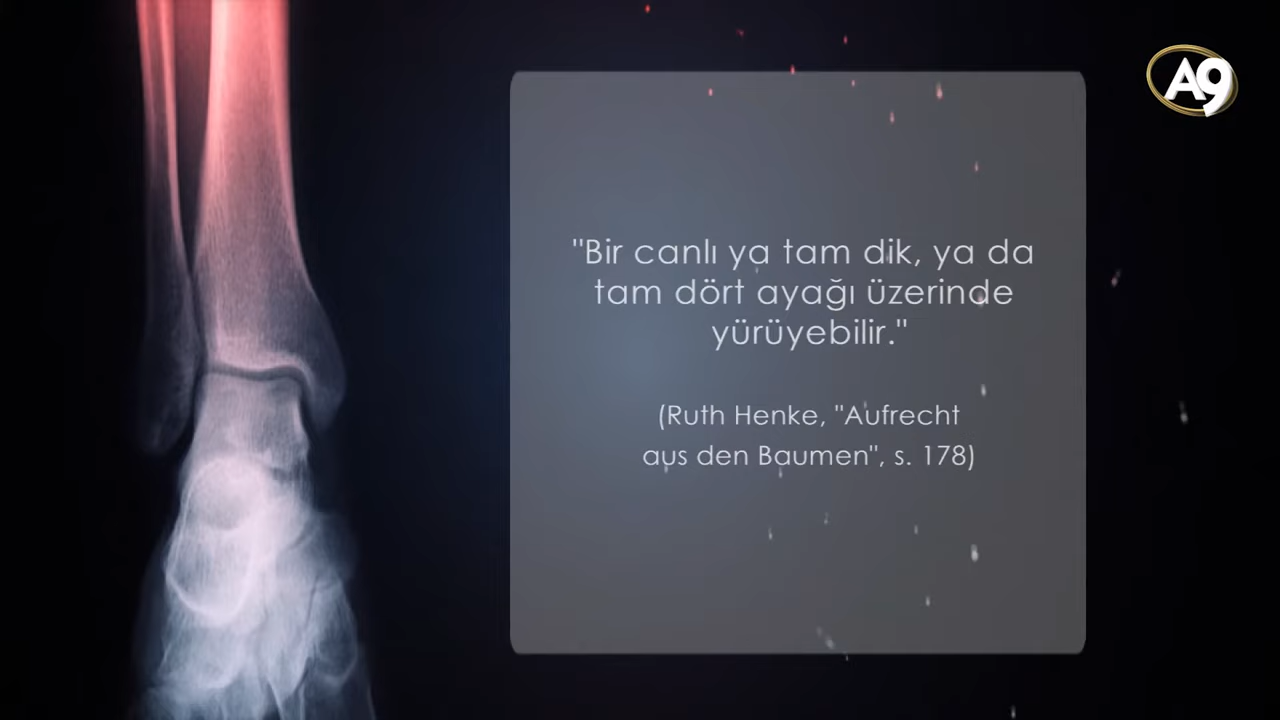 A9
"Bir canlı ya tam dik, ya da
tam dört ayağı üzerinde
yürüyebilir."
(Ruth Henke, "Aufrecht
aus den Baumen", s. 178)